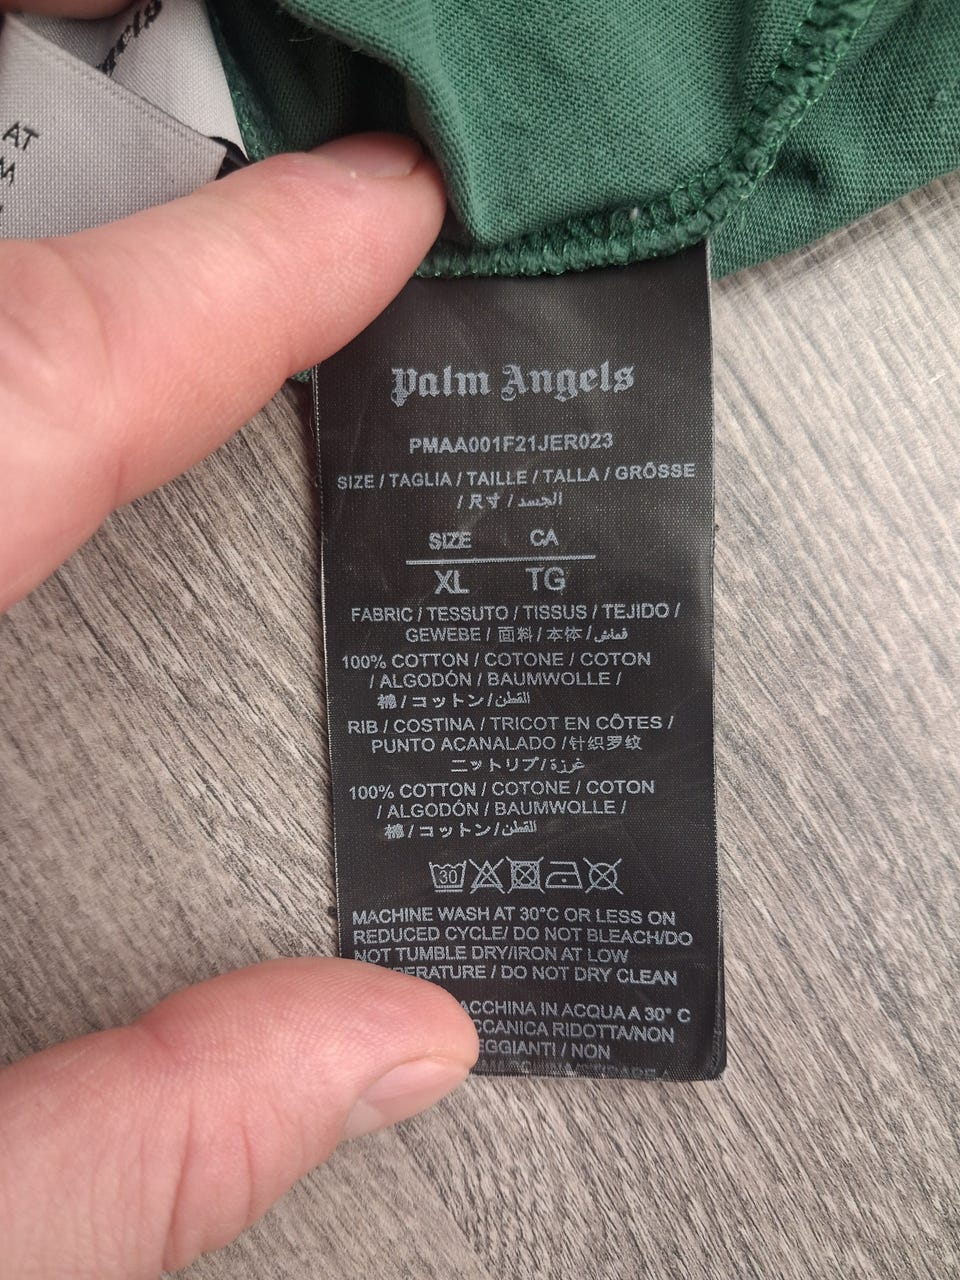 AT
M
Palm Angels
PMAA001F21JER023
SIZE / TAGLIA / TAILLE / TALLA / GRÖSSE
/ 尺寸 / الجسد
SIZE CA
XL TG
FABRIC / TESSUTO / TISSUS / TEJIDO /
GEWEBE / 面料 / 本体 / قماش
100% COTTON / COTONE / COTON
/ ALGODÓN / BAUMWOLLE /
棉 / コットン / القطن
RIB / COSTINA / TRICOT EN CÔTES /
PUNTO ACANALADO / 针织罗纹
ニットリブ / غرزة
100% COTTON / COTONE / COTON
/ ALGODÓN / BAUMWOLLE /
棉 / コットン / القطن
30
MACHINE WASH AT 30°C OR LESS ON
REDUCED CYCLE/ DO NOT BLEACH/DO
NOT TUMBLE DRY/IRON AT LOW
PERATURE / DO NOT DRY CLEAN
ACCHINA IN ACQUA A 30° C
CCANICA RIDOTTA/NON
EGGIANTI / NON